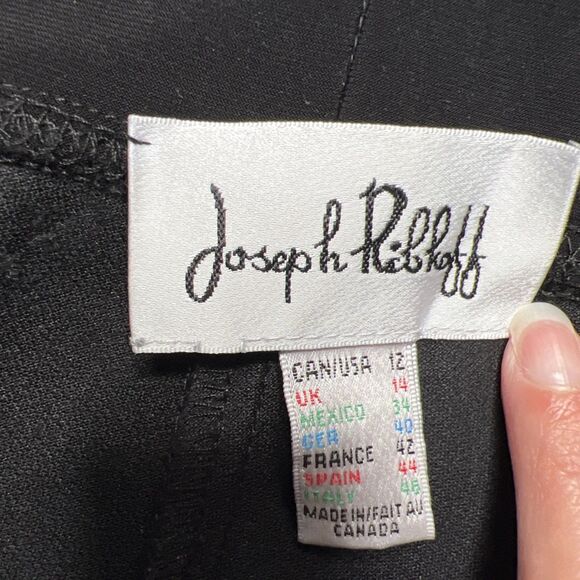 Joseph Ribkoff
CAN/USA 12
UK 14
MEXICO 34
GER 40
FRANCE 42
SPAIN 44
ITALY 46
MADE IN/FAIT AU
CANADA